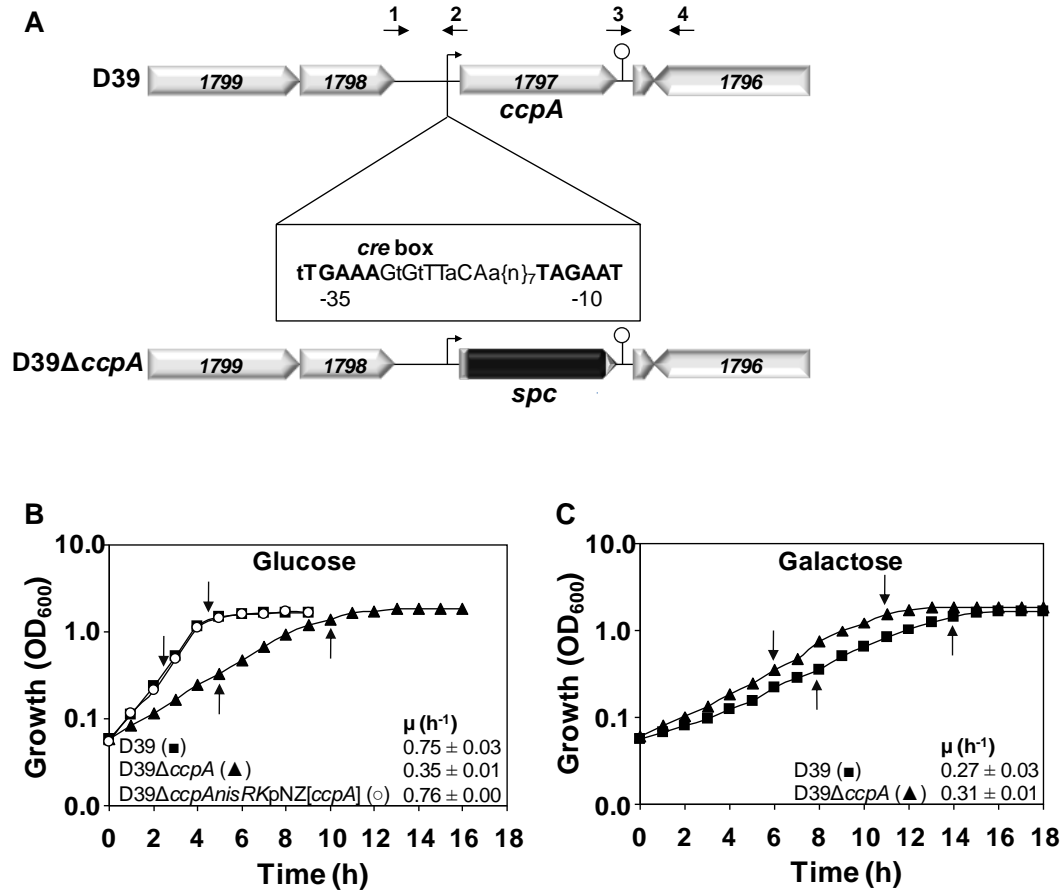 A
1 2 3 4
D39 1799 1798 1797 1796
ccpA
cre box
tTGAAAGtGtTTaCAa{n}₇TAGAAT
-35 -10
D39ΔccpA 1799 1798 1796
spc
B
Glucose
Growth (OD₆₀₀)
10.0
1.0
0.1
0.0
μ (h⁻¹)
D39 (■) 0.75 ± 0.03
D39ΔccpA (▲) 0.35 ± 0.01
D39ΔccpAnisRKpNZ[ccpA] (○) 0.76 ± 0.00
0 2 4 6 8 10 12 14 16 18
Time (h)
C
Galactose
Growth (OD₆₀₀)
10.0
1.0
0.1
0.0
μ (h⁻¹)
D39 (■) 0.27 ± 0.03
D39ΔccpA (▲) 0.31 ± 0.01
0 2 4 6 8 10 12 14 16 18
Time (h)